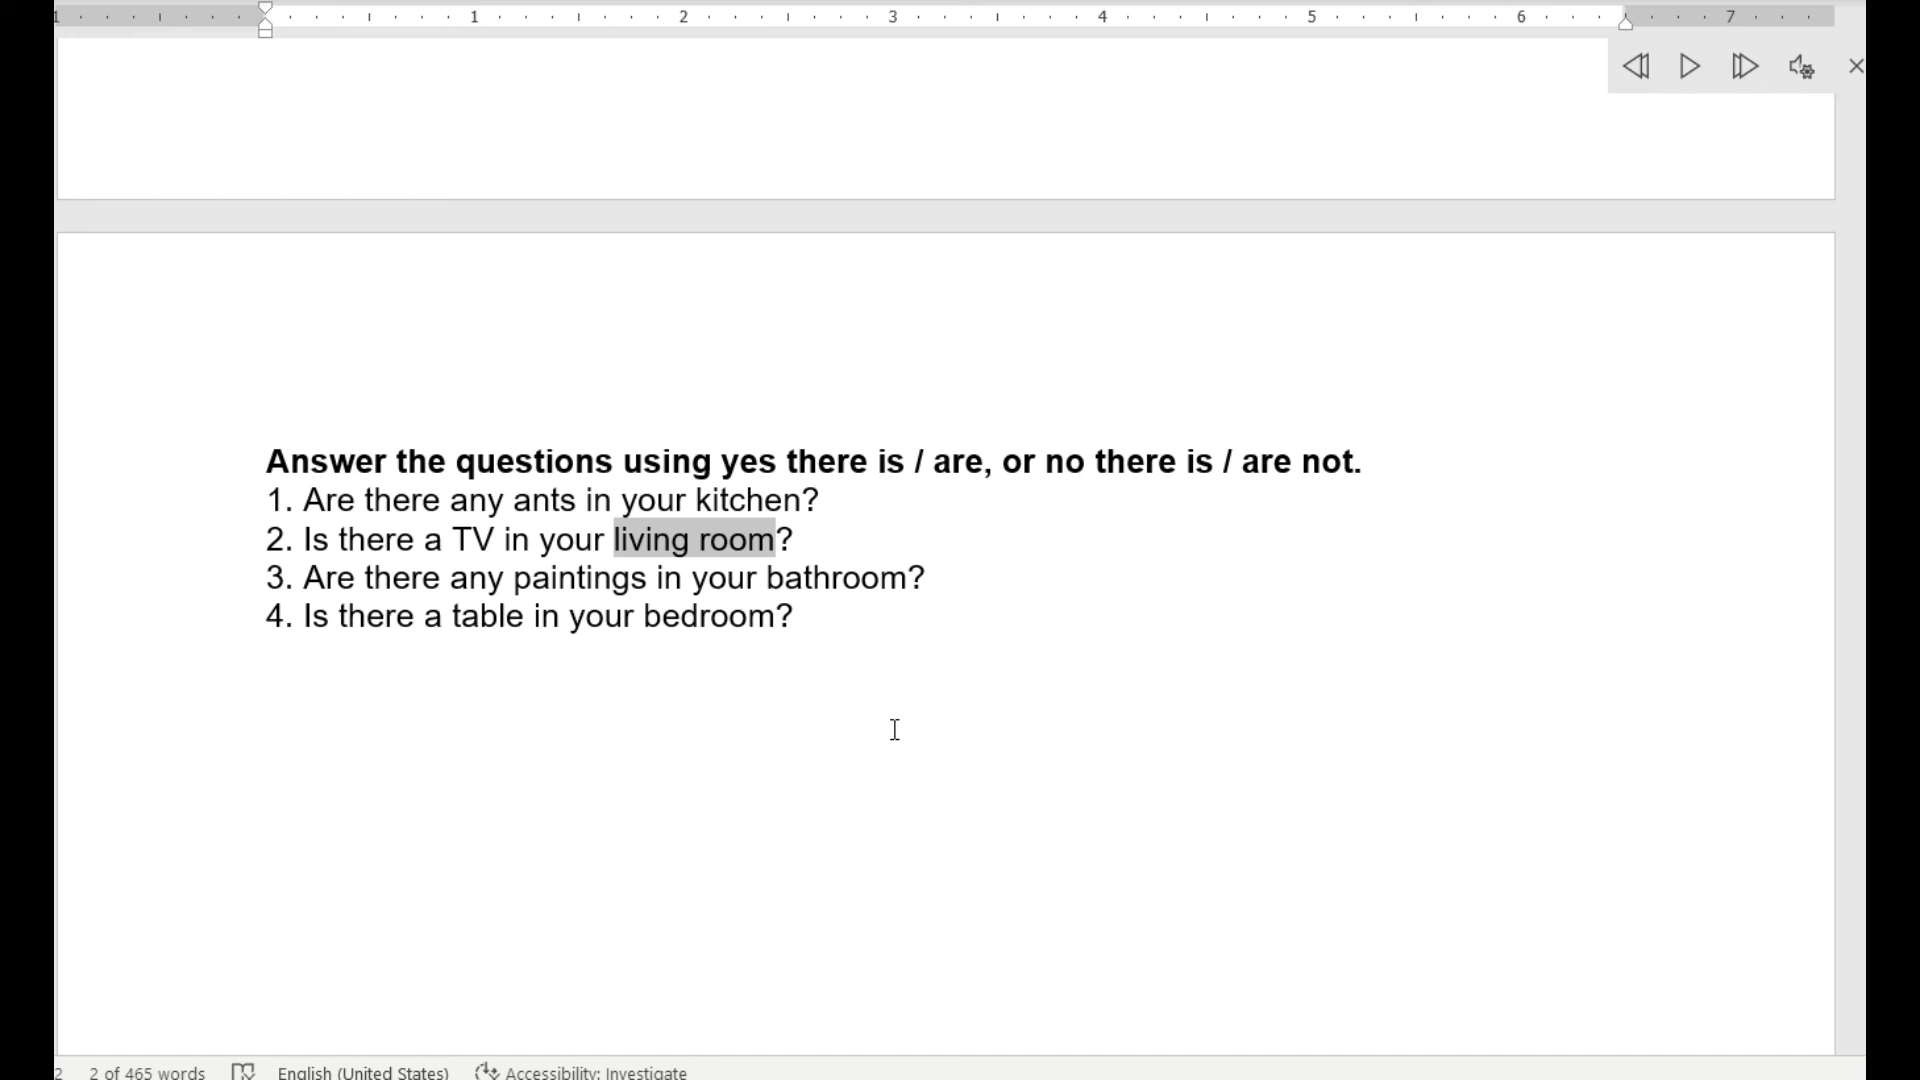 1 1 2 3 4 5 6 7
Answer the questions using yes there is / are, or no there is / are not.
1. Are there any ants in your kitchen?
2. Is there a TV in your living room?
3. Are there any paintings in your bathroom?
4. Is there a table in your bedroom?
2 2 of 465 words English (United States) Accessibility: Investigate